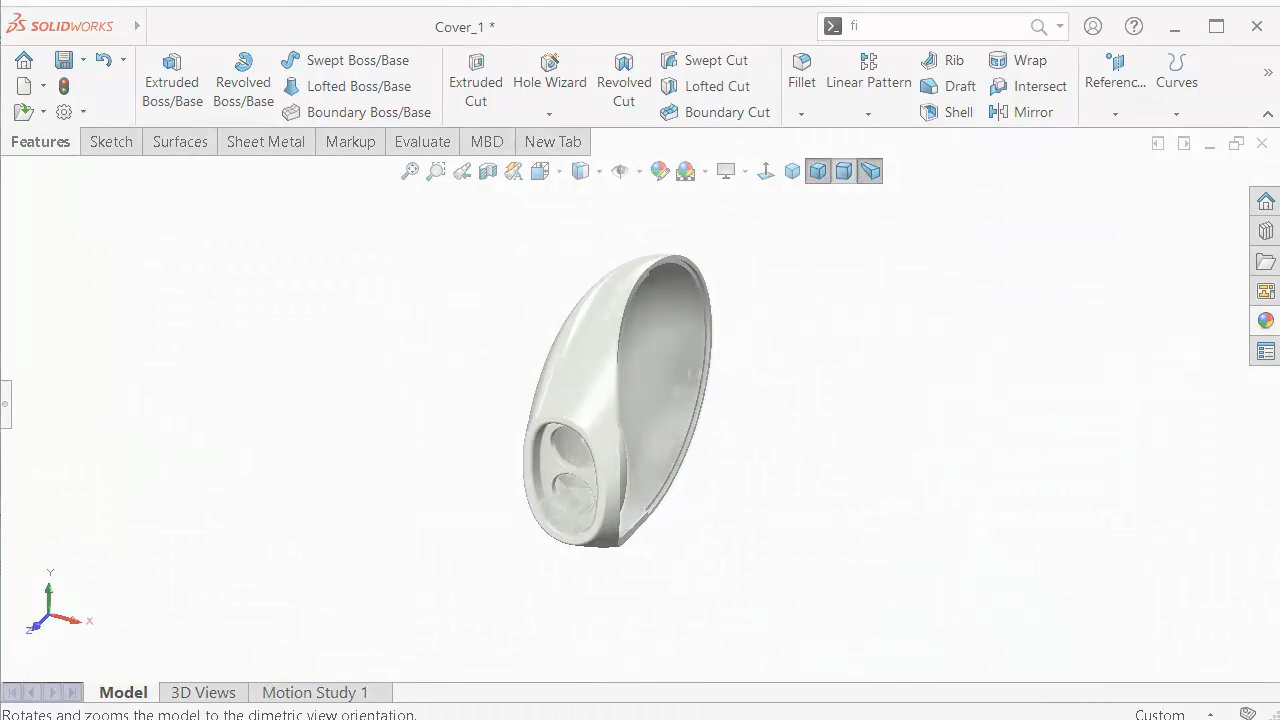 SOLIDWORKS
Cover_1 *
fi
Extruded Boss/Base
Revolved Boss/Base
Swept Boss/Base
Lofted Boss/Base
Boundary Boss/Base
Extruded Cut
Hole Wizard
Revolved Cut
Swept Cut
Lofted Cut
Boundary Cut
Fillet
Linear Pattern
Rib
Draft
Shell
Wrap
Intersect
Mirror
Referenc...
Curves
Features
Sketch
Surfaces
Sheet Metal
Markup
Evaluate
MBD
New Tab
Y
X
Z
Model
3D Views
Motion Study 1
Rotates and zooms the model to the dimetric view orientation.
Custom